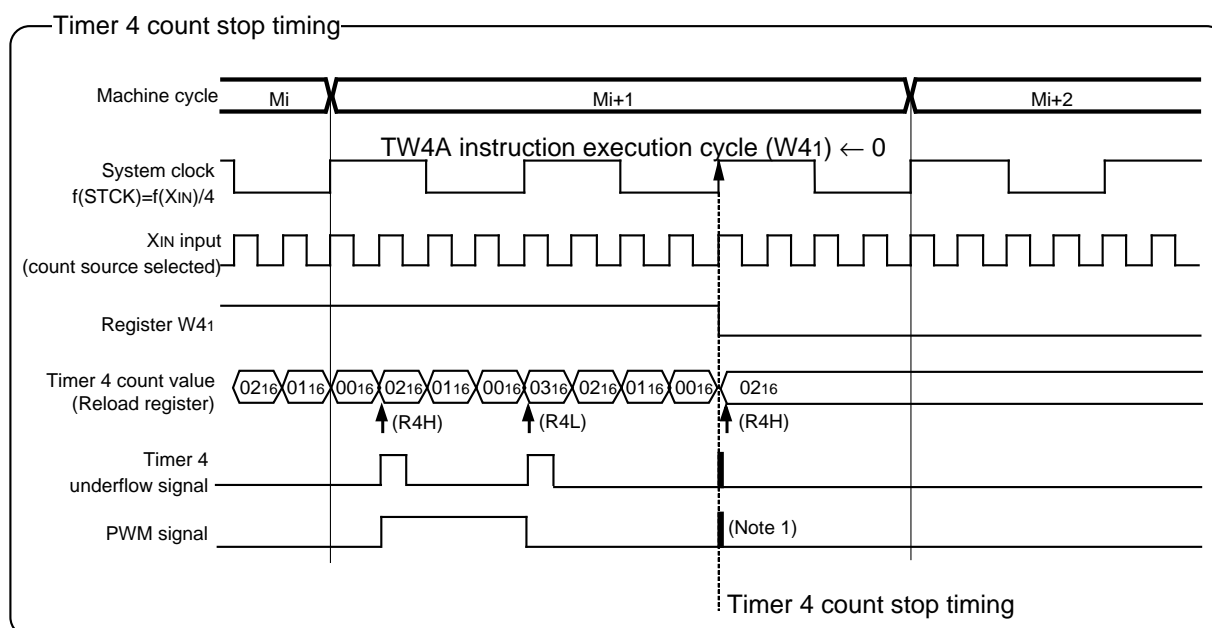 Timer 4 count stop timing
Machine cycle
Mi
Mi+1
Mi+2
TW4A instruction execution cycle (W41) ← 0
System clock
f(STCK)=f(XIN)/4
XIN input
(count source selected)
Register W41
Timer 4 count value
(Reload register)
0216 0116 0016 0216 0116 0016 0316 0216 0116 0016 0216
(R4H) (R4L) (R4H)
Timer 4
underflow signal
PWM signal
(Note 1)
Timer 4 count stop timing